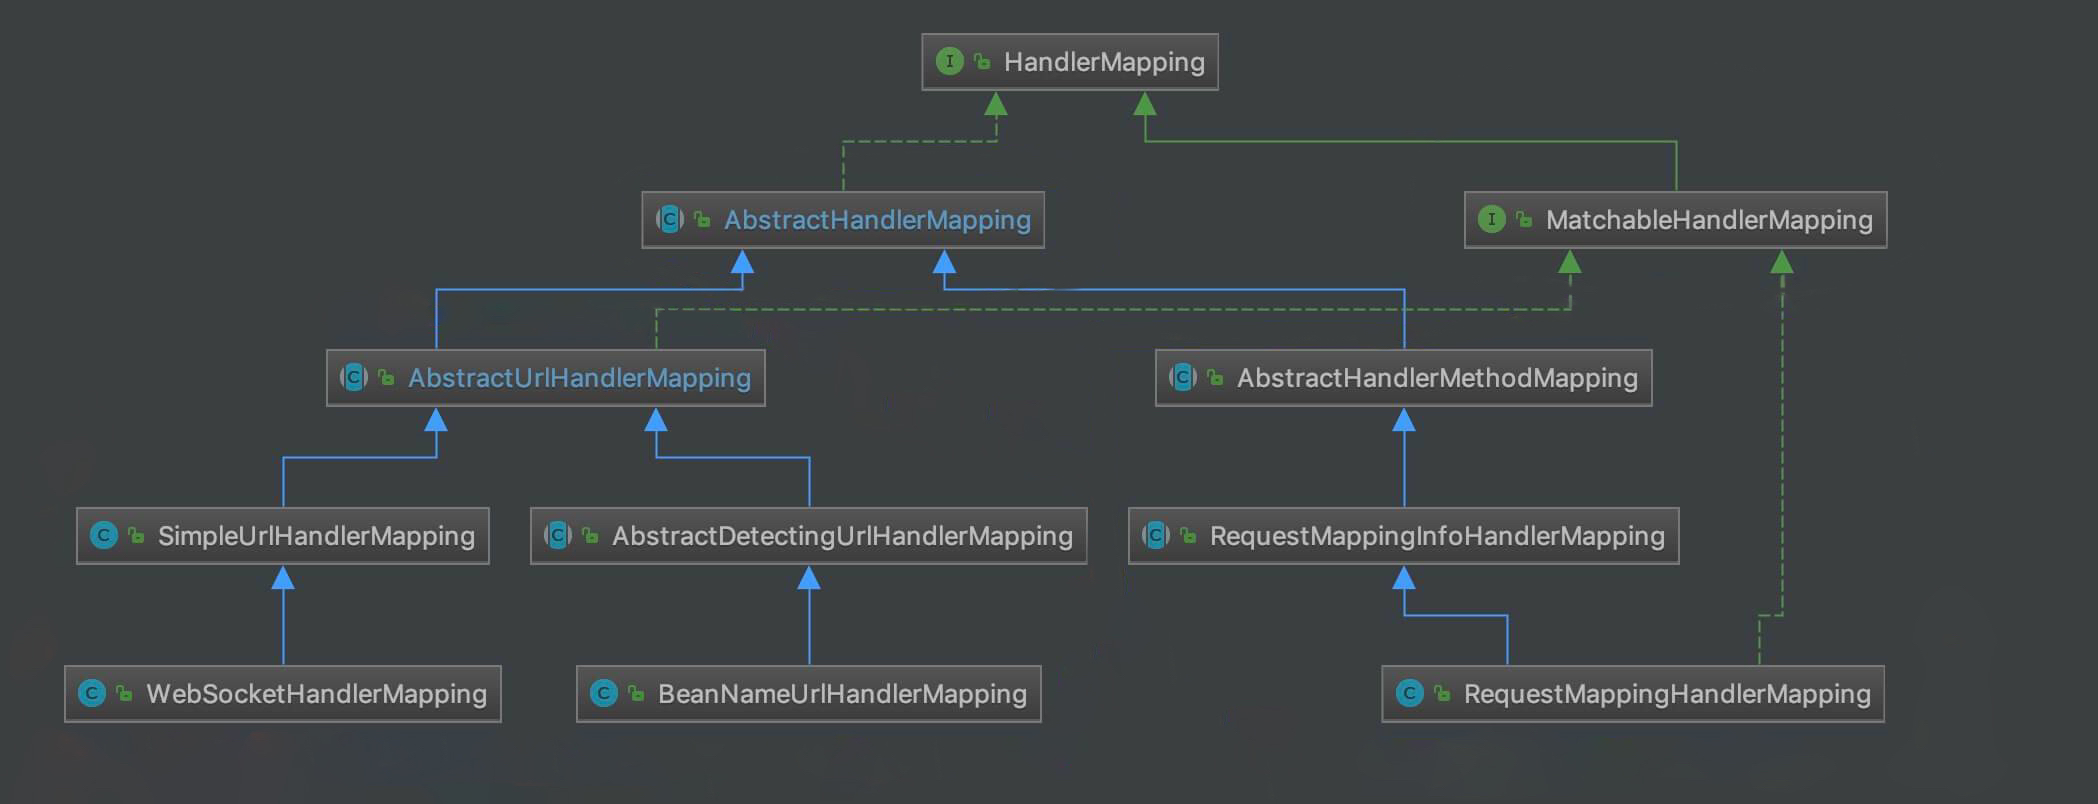 I HandlerMapping
C AbstractHandlerMapping
I MatchableHandlerMapping
C AbstractUrlHandlerMapping
C AbstractHandlerMethodMapping
C SimpleUrlHandlerMapping
C AbstractDetectingUrlHandlerMapping
C RequestMappingInfoHandlerMapping
C WebSocketHandlerMapping
C BeanNameUrlHandlerMapping
C RequestMappingHandlerMapping